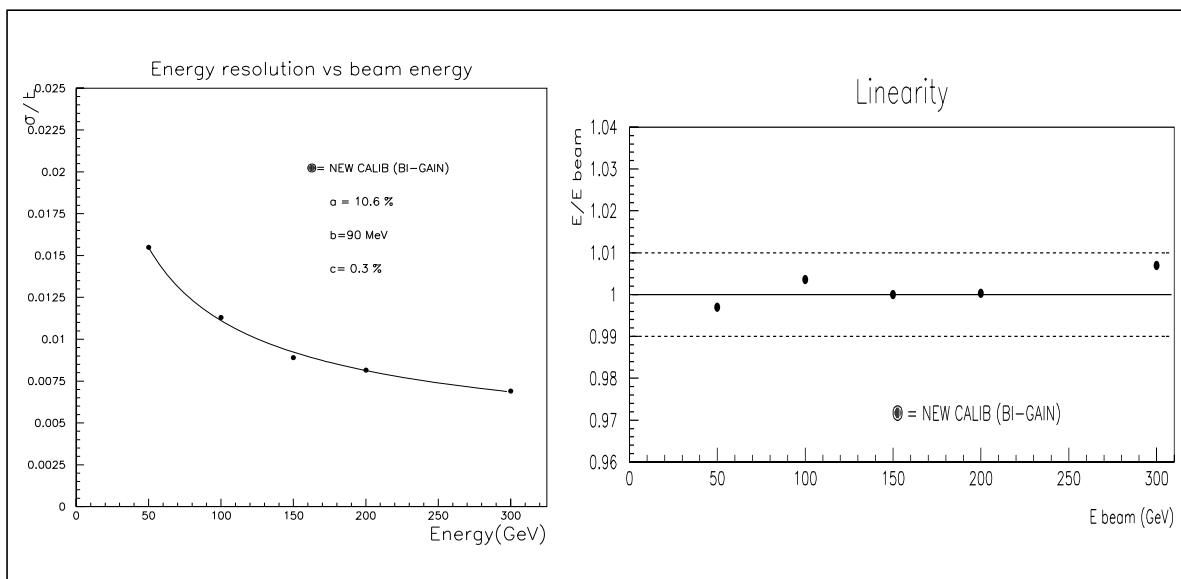 Energy resolution vs beam energy
σ/E
0.025
0.0225
0.02
0.0175
0.015
0.0125
0.01
0.0075
0.005
0.0025
0
= NEW CALIB (BI-GAIN)
a = 10.6 %
b=90 MeV
c= 0.3 %
0 50 100 150 200 250 300
Energy(GeV)
Linearity
E/E beam
1.04
1.03
1.02
1.01
1
0.99
0.98
0.97
0.96
= NEW CALIB (BI-GAIN)
0 50 100 150 200 250 300
E beam (GeV)